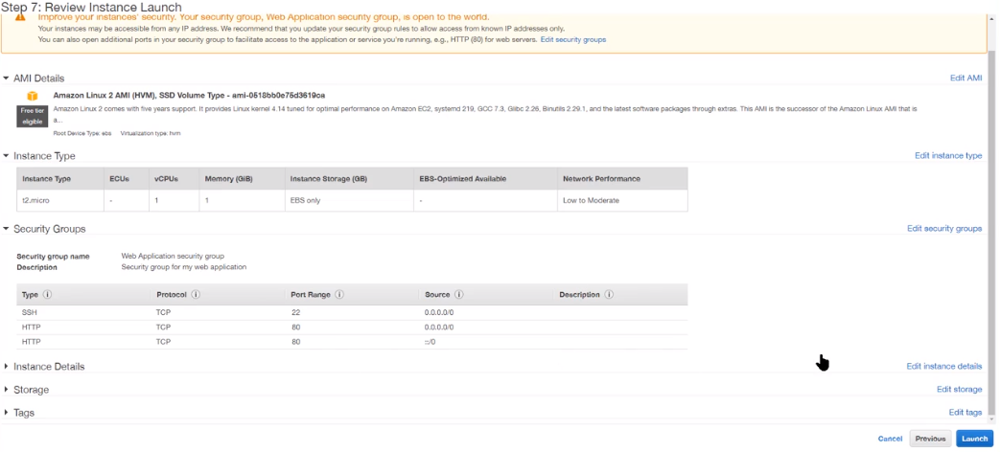 Step 7: Review Instance Launch
Improve your instances' security. Your security group, Web Application security group, is open to the world.
Your instances may be accessible from any IP address. We recommend that you update your security group rules to allow access from known IP addresses only.
You can also open additional ports in your security group to facilitate access to the application or service you're running, e.g., HTTP (80) for web servers. Edit security groups
AMI Details Edit AMI
Amazon Linux 2 AMI (HVM), SSD Volume Type - ami-0518bb0e75d3619ca
Free tier eligible
Amazon Linux 2 comes with five years support. It provides Linux kernel 4.14 tuned for optimal performance on Amazon EC2, systemd 219, GCC 7.3, Glibc 2.26, Binutils 2.29.1, and the latest software packages through extras. This AMI is the successor of the Amazon Linux AMI that is
a...
Root Device Type: ebs Virtualization type: hvm
Instance Type Edit instance type
Instance Type ECUs vCPUs Memory (GiB) Instance Storage (GB) EBS-Optimized Available Network Performance
t2.micro - 1 1 EBS only - Low to Moderate
Security Groups Edit security groups
Security group name Web Application security group
Description Security group for my web application
Type Protocol Port Range Source Description
SSH TCP 22 0.0.0.0/0
HTTP TCP 80 0.0.0.0/0
HTTP TCP 80 ::/0
Instance Details Edit instance details
Storage Edit storage
Tags Edit tags
Cancel Previous Launch